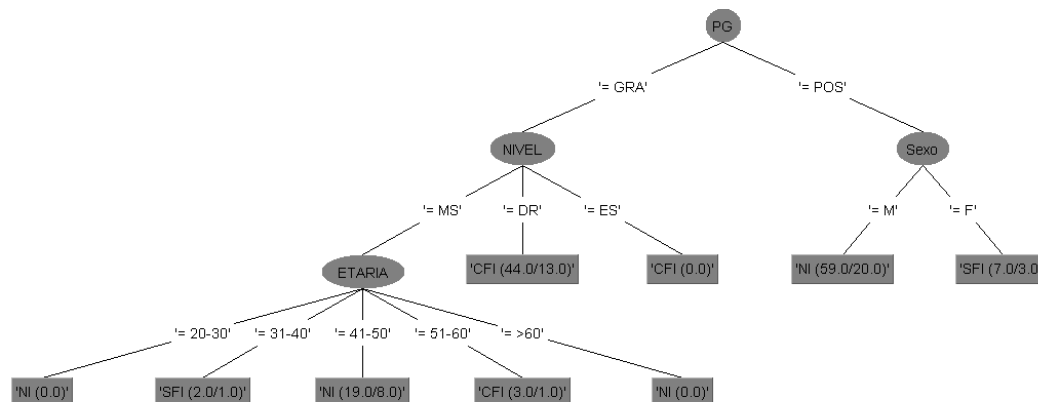 PG
'= GRA'
'= POS'
NIVEL
Sexo
'= MS'
'= DR'
'= ES'
'= M'
'= F'
ETARIA
'CFI (44.0/13.0)'
'CFI (0.0)'
'NI (59.0/20.0)'
'SFI (7.0/3.0
'= 20-30'
'= 31-40'
'= 41-50'
'= 51-60'
'= >60'
'NI (0.0)'
'SFI (2.0/1.0)'
'NI (19.0/8.0)'
'CFI (3.0/1.0)'
'NI (0.0)'